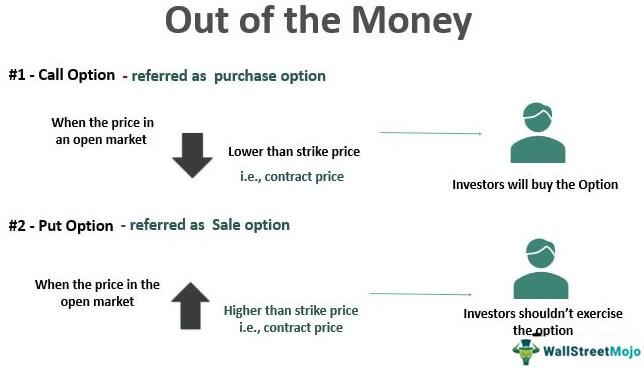 Out of the Money
#1 - Call Option - referred as purchase option
When the price in
an open market
Lower than strike price
i.e., contract price
Investors will buy the Option
#2 - Put Option - referred as Sale option
When the price in the
open market
Higher than strike price
i.e., contract price
Investors shouldn't exercise
the option
WallStreetMojo